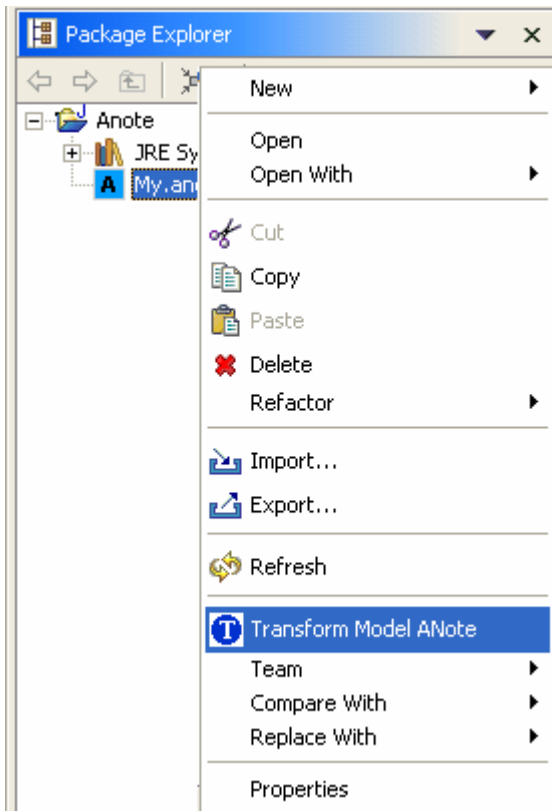 Package Explorer
New
Anote
Open
JRE Sy
Open With
A My.ano
Cut
Copy
Paste
Delete
Refactor
Import...
Export...
Refresh
T Transform Model ANote
Team
Compare With
Replace With
Properties